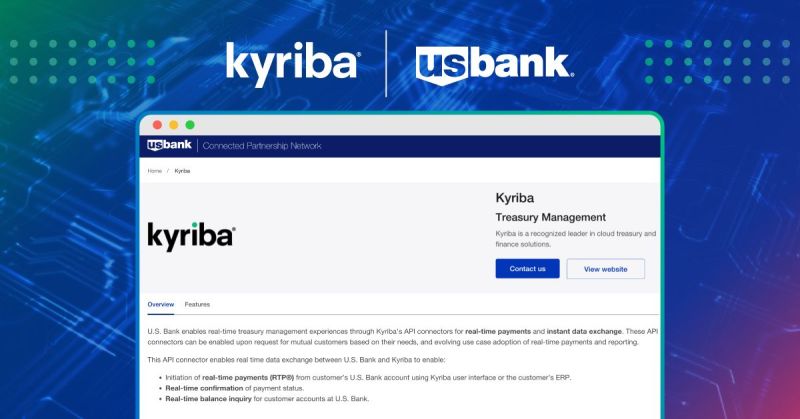 kyriba® | usbank®
usbank | Connected Partnership Network
Home / Kyriba
kyriba®
Kyriba
Treasury Management
Kyriba is a recognized leader in cloud treasury and
finance solutions.
Contact us View website
Overview Features
U.S. Bank enables real-time treasury management experiences through Kyriba's API connectors for real-time payments and instant data exchange. These API
connectors can be enabled upon request for mutual customers based on their needs, and evolving use case adoption of real-time payments and reporting.
This API connector enables real time data exchange between U.S. Bank and Kyriba to enable:
• Initiation of real-time payments (RTP®) from customer's U.S. Bank account using Kyriba user interface or the customer's ERP.
• Real-time confirmation of payment status.
• Real-time balance inquiry for customer accounts at U.S. Bank.